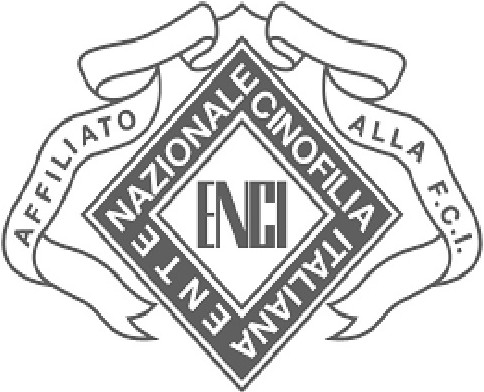 AFFILIATO ALLA F.C.I.
ENTE NAZIONALE CINOFILIA ITALIANA
ENCI